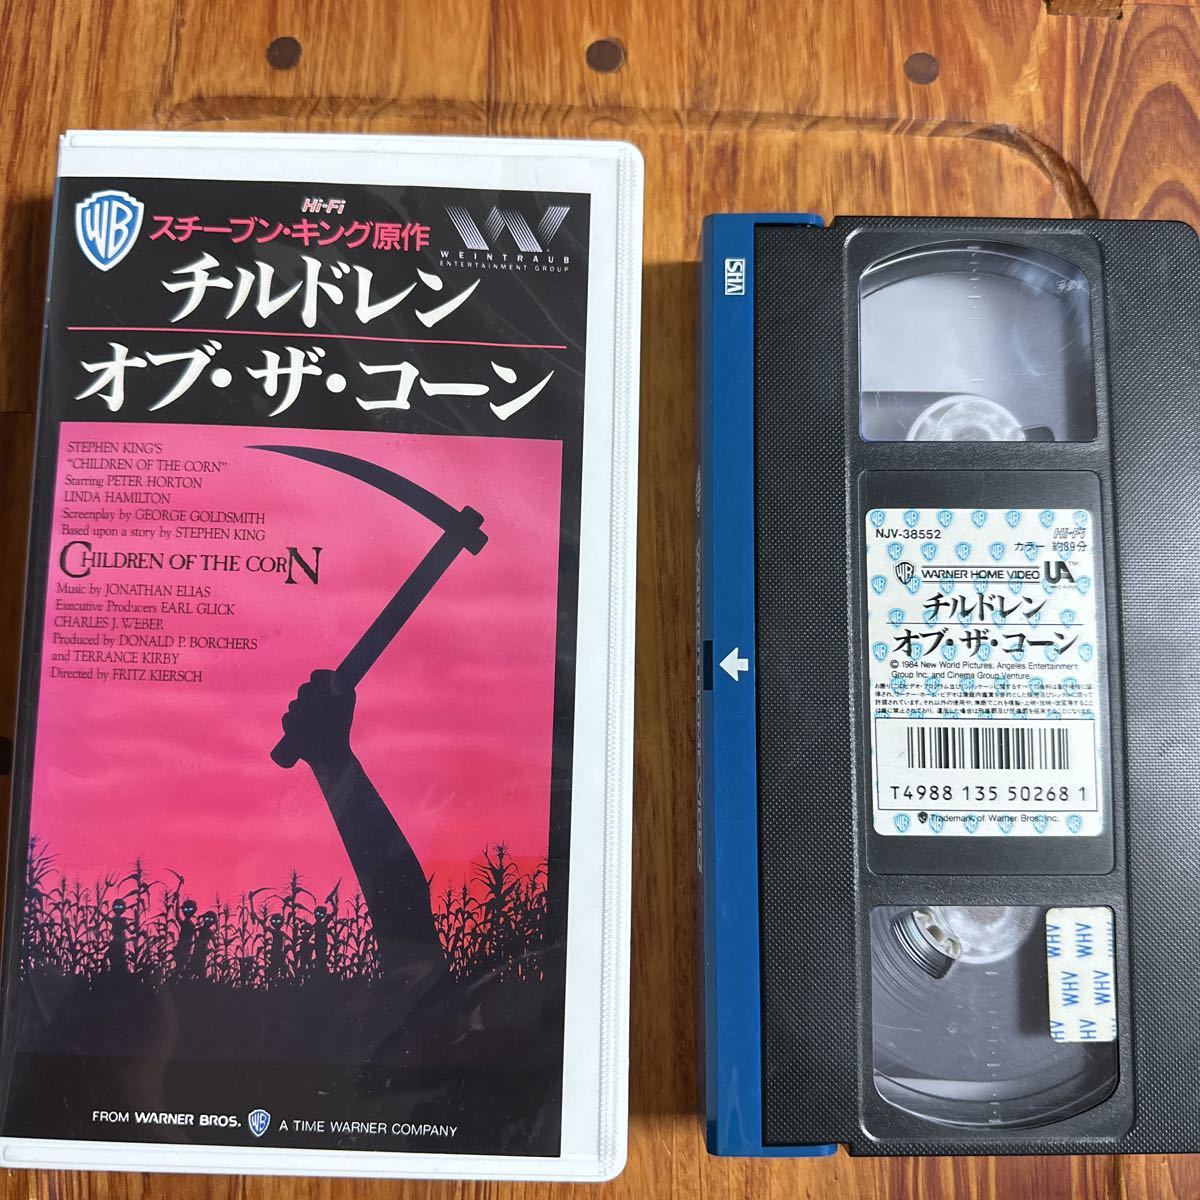 WB
Hi-Fi
スチーブン・キング原作
W
WEINTRAUB
ENTERTAINMENT GROUP
チルドレン
オブ・ザ・コーン
STEPHEN KING'S
"CHILDREN OF THE CORN"
Starring PETER HORTON
LINDA HAMILTON
Screenplay by GEORGE GOLDSMITH
Based upon a story by STEPHEN KING
CHILDREN OF THE CORN
Music by JONATHAN ELIAS
Executive Producers EARL GLICK
CHARLES J. WEBER
Produced by DONALD P. BORCHERS
and TERRANCE KIRBY
Directed by FRITZ KIERSCH
FROM WARNER BROS. WB A TIME WARNER COMPANY
VHS
NJV-38552
Hi-Fi
カラー 約89分
WB WARNER HOME VIDEO UA
チルドレン
オブ・ザ・コーン
© 1984 New World Pictures, Angeles Entertainment
Group Inc. and Cinema Group Venture.
T4988 135 50268 1
Trademark of Warner Bros. Inc.
WHV WHV
WHV WHV